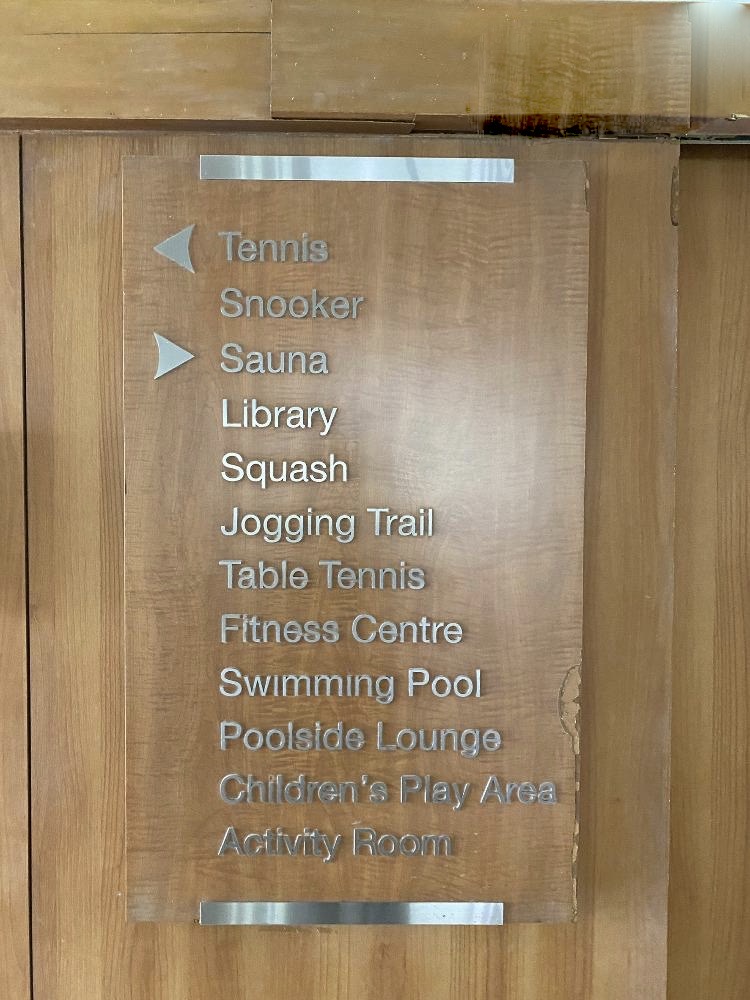 Tennis
Snooker
Sauna
Library
Squash
Jogging Trail
Table Tennis
Fitness Centre
Swimming Pool
Poolside Lounge
Children's Play Area
Activity Room